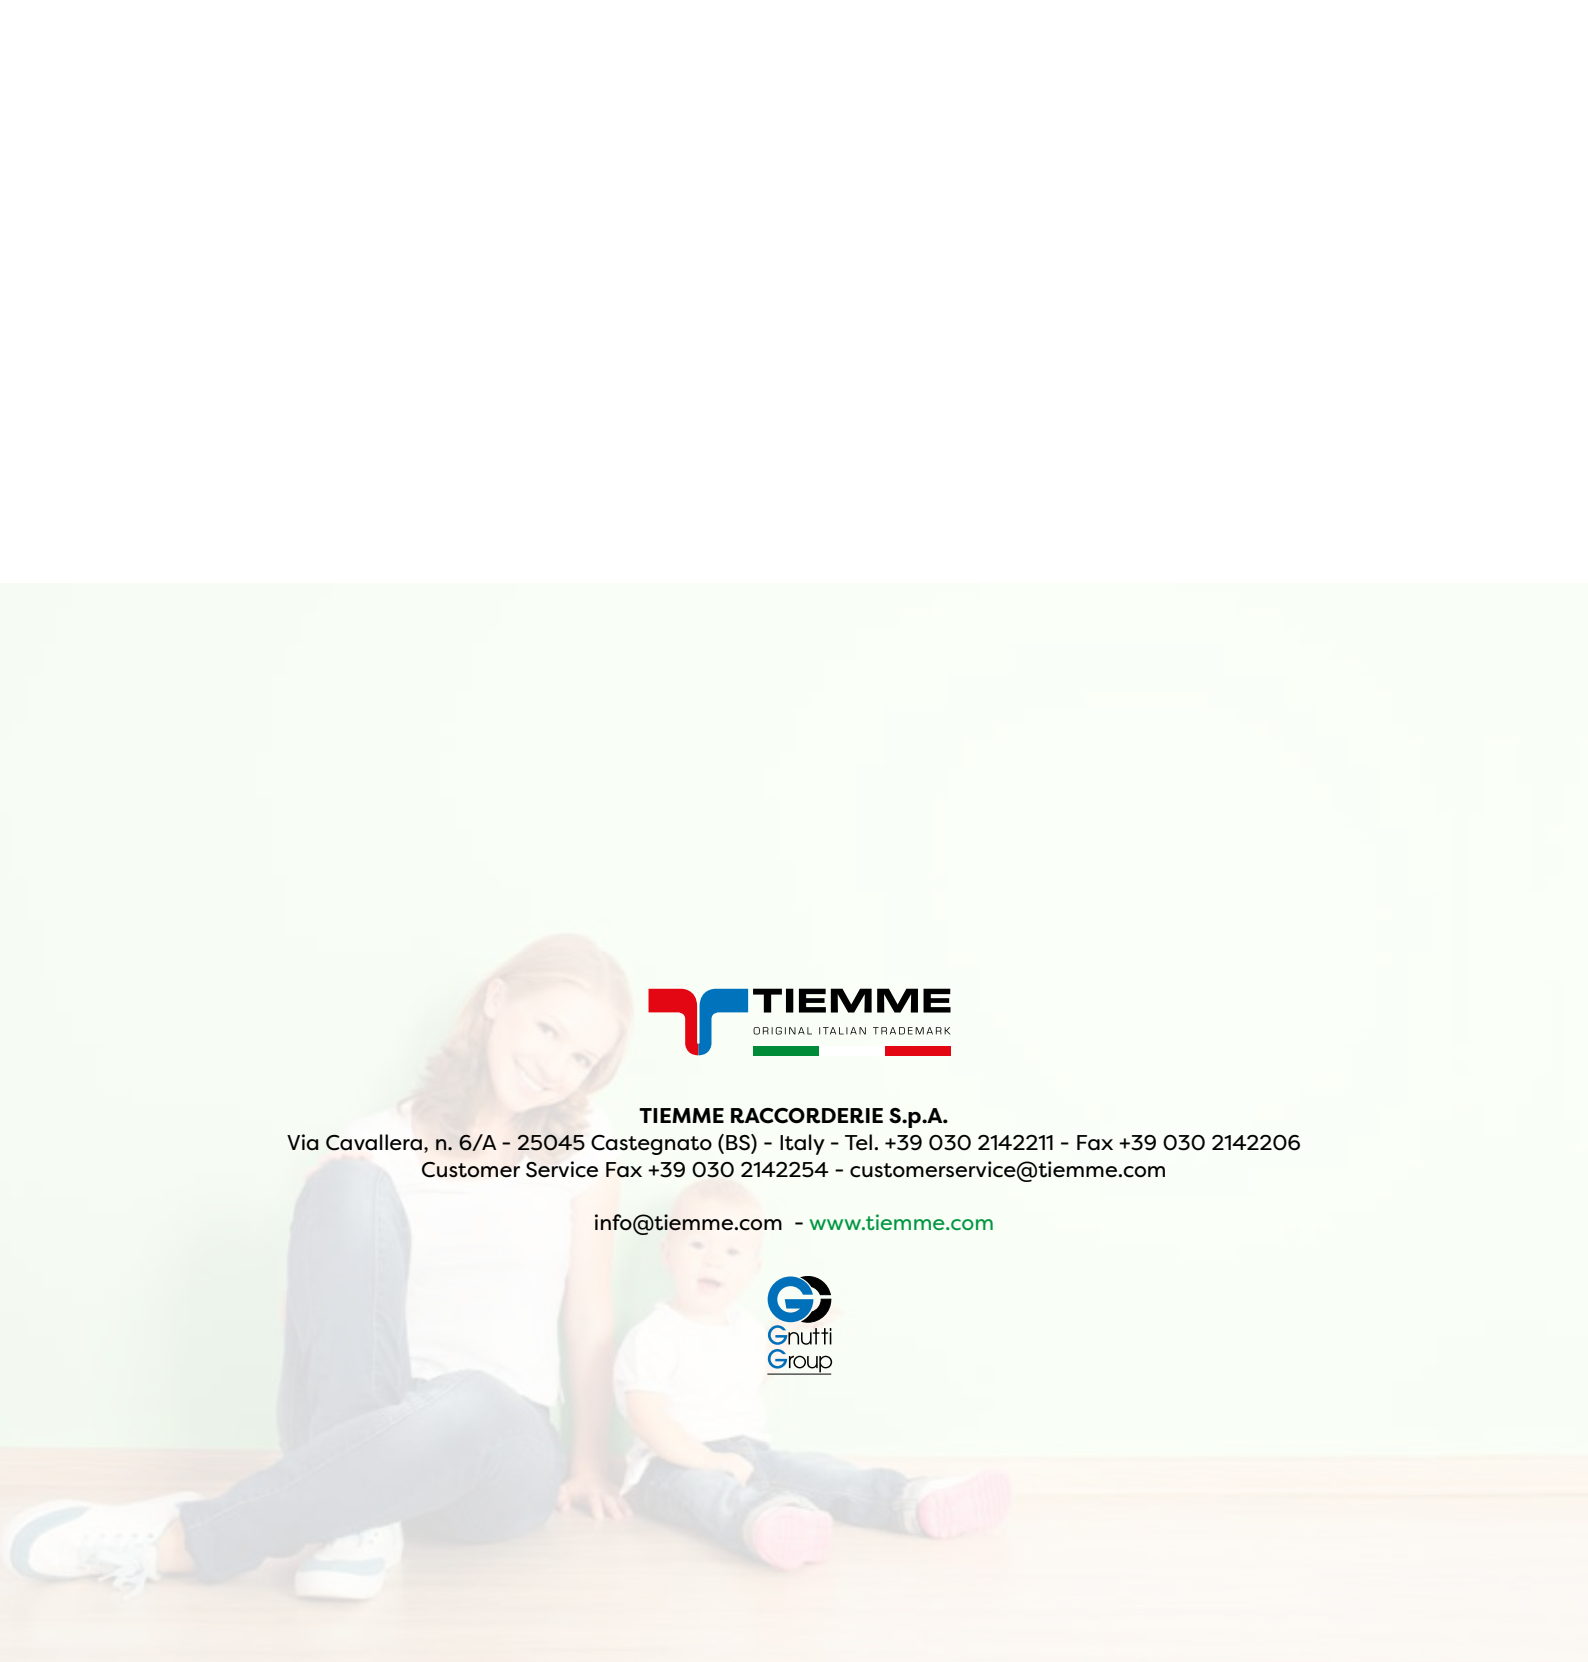 TIEMME
ORIGINAL ITALIAN TRADEMARK
TIEMME RACCORDERIE S.p.A.
Via Cavallera, n. 6/A - 25045 Castegnato (BS) - Italy - Tel. +39 030 2142211 - Fax +39 030 2142206
Customer Service Fax +39 030 2142254 - customerservice@tiemme.com
info@tiemme.com - www.tiemme.com
Gnutti
Group